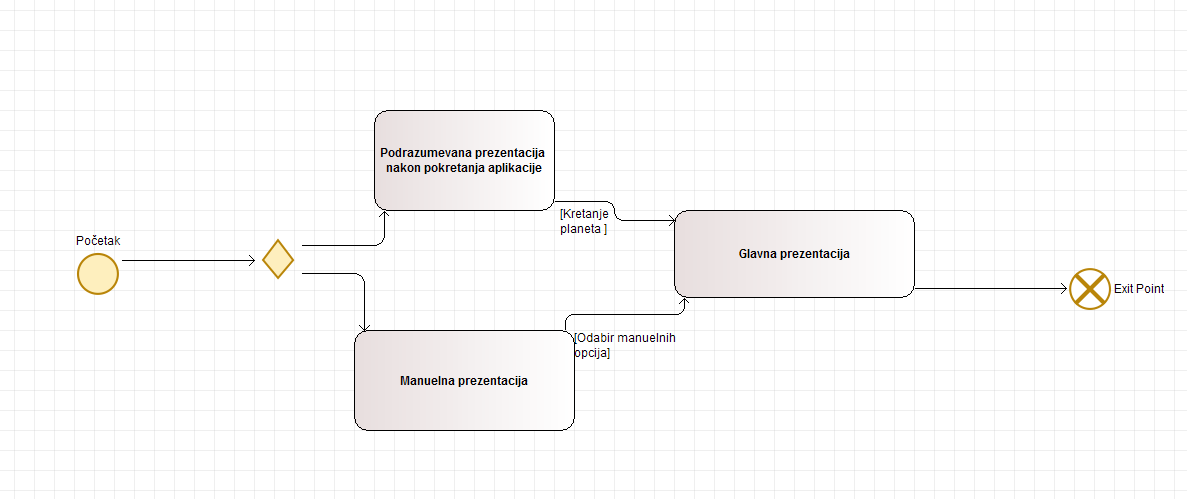 Početak
Podrazumevana prezentacija
nakon pokretanja aplikacije
[Kretanje
planeta ]
Glavna prezentacija
Exit Point
[Odabir manuelnih
opcija]
Manuelna prezentacija